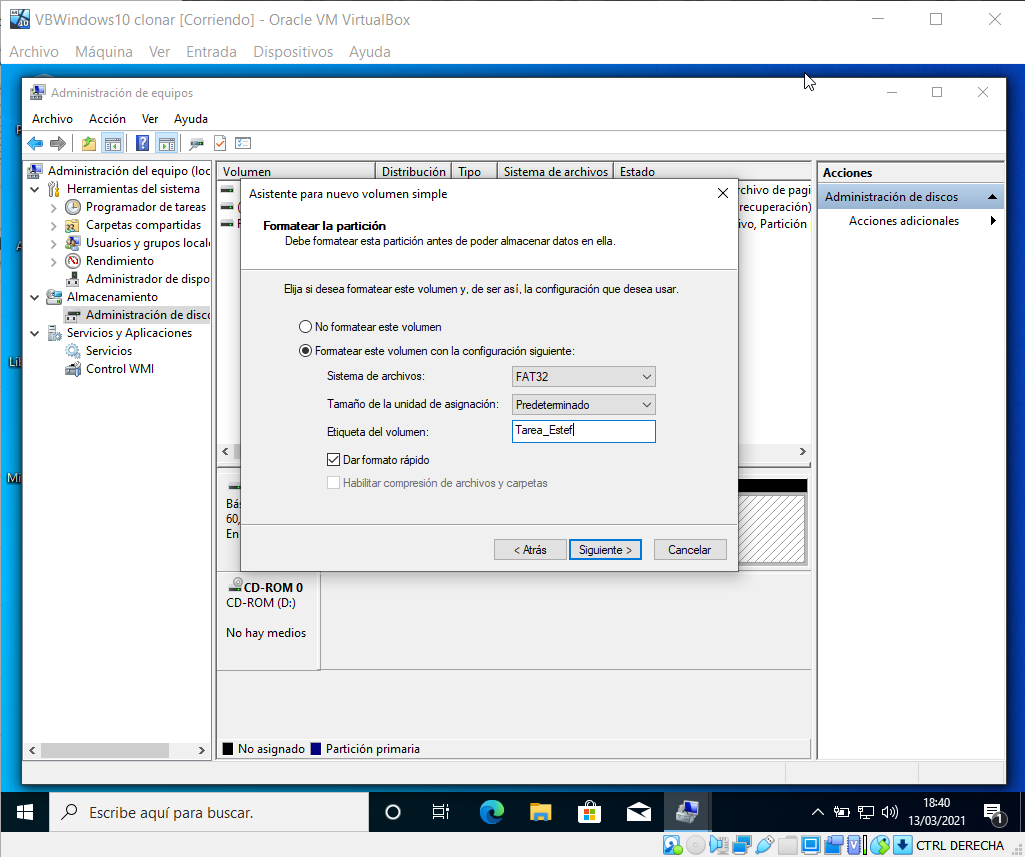 VBWindows10 clonar [Corriendo] - Oracle VM VirtualBox
Archivo Máquina Ver Entrada Dispositivos Ayuda
Administración de equipos
Archivo Acción Ver Ayuda
Administración del equipo (loc
Herramientas del sistema
Programador de tareas
Carpetas compartidas
Usuarios y grupos locale
Rendimiento
Administrador de dispo
Almacenamiento
Administración de disco
Servicios y Aplicaciones
Servicios
Control WMI
Volumen Distribución Tipo Sistema de archivos Estado
rchivo de pagi
recuperación)
ivo, Partición
Asistente para nuevo volumen simple
Formatear la partición
Debe formatear esta partición antes de poder almacenar datos en ella.
Elija si desea formatear este volumen y, de ser así, la configuración que desea usar.
No formatear este volumen
Formatear este volumen con la configuración siguiente:
Sistema de archivos: FAT32
Tamaño de la unidad de asignación: Predeterminado
Etiqueta del volumen: Tarea_Estef
Dar formato rápido
Habilitar compresión de archivos y carpetas
< Atrás Siguiente > Cancelar
Bás
60,
En
CD-ROM 0
CD-ROM (D:)
No hay medios
No asignado Partición primaria
Acciones
Administración de discos
Acciones adicionales
Lib
Mi
Escribe aquí para buscar.
18:40
13/03/2021
1
CTRL DERECHA